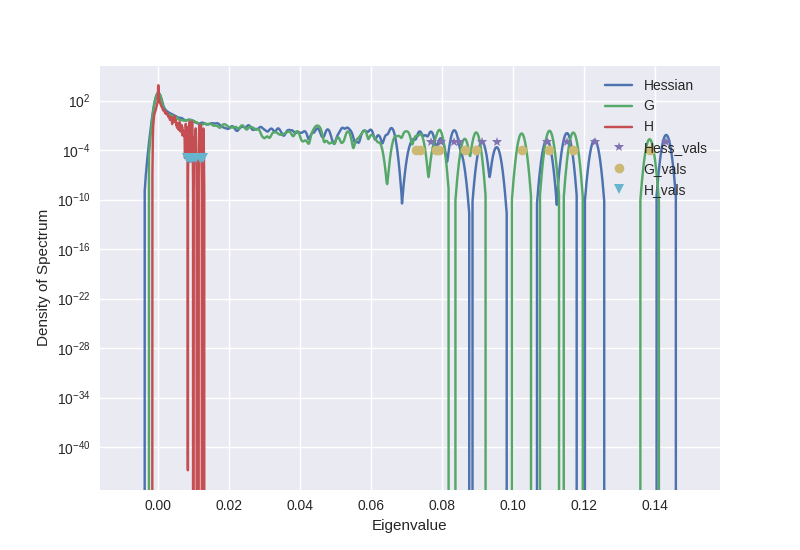 Hessian
G
H
Hess_vals
G_vals
H_vals
10²
10⁻⁴
10⁻¹⁰
10⁻¹⁶
10⁻²²
10⁻²⁸
10⁻³⁴
10⁻⁴⁰
Density of Spectrum
0.00 0.02 0.04 0.06 0.08 0.10 0.12 0.14
Eigenvalue